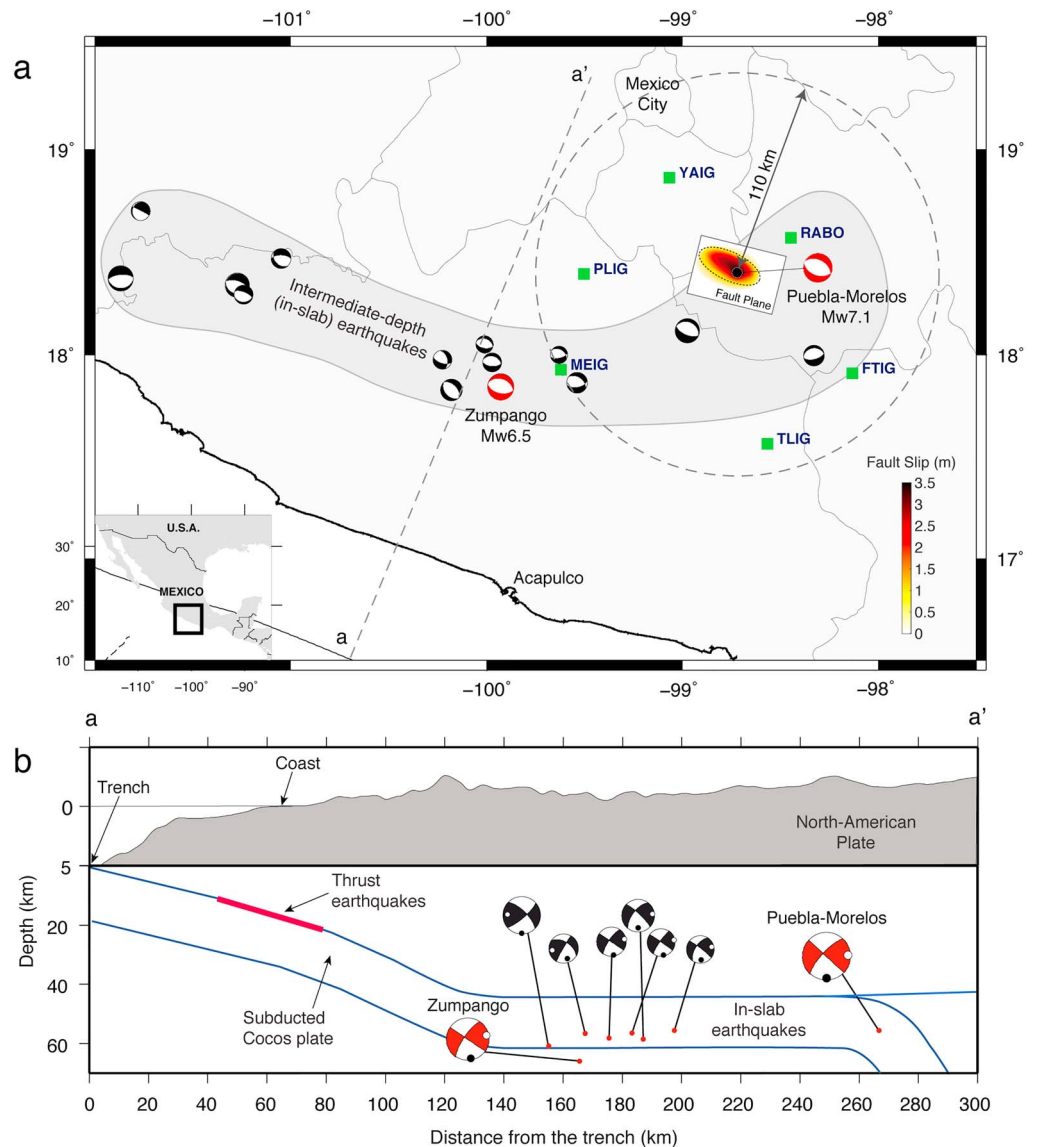 −101˚ −100˚ −99˚ −98˚
a
a’
Mexico
City
19˚
19˚
YAIG
110 km
RABO
PLIG
Fault Plane
Puebla-Morelos
Mw7.1
Intermediate-depth
(in-slab) earthquakes
18˚
18˚
MEIG
FTIG
Zumpango
Mw6.5
TLIG
Fault Slip (m)
3.5
3
2.5
2
1.5
1
0.5
0
U.S.A.
MEXICO
30˚
20˚
10˚
−110˚ −100˚ −90˚
17˚
Acapulco
a
−100˚ −99˚ −98˚
a a’
b
Trench
Coast
North-American
Plate
Thrust
earthquakes
Puebla-Morelos
Zumpango
In-slab
earthquakes
Subducted
Cocos plate
Depth (km)
0
5
20
40
60
0 20 40 60 80 100 120 140 160 180 200 220 240 260 280 300
Distance from the trench (km)